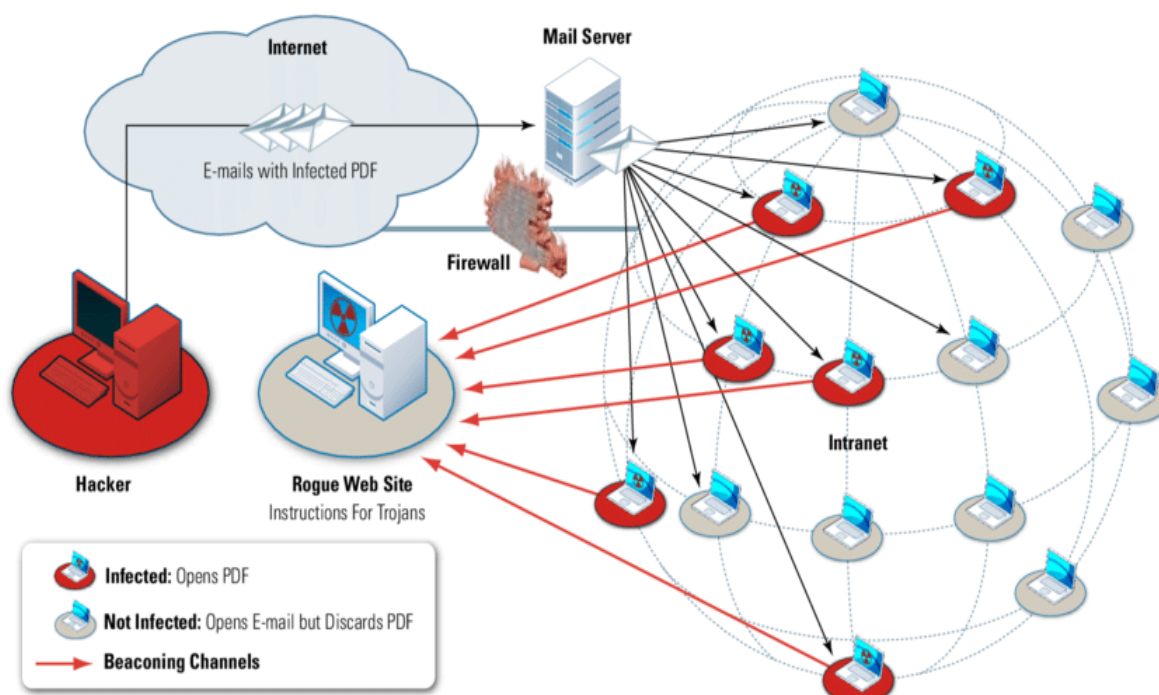 Internet
Mail Server
E-mails with Infected PDF
Firewall
Intranet
Hacker
Rogue Web Site
Instructions For Trojans
Infected: Opens PDF
Not Infected: Opens E-mail but Discards PDF
Beaconing Channels